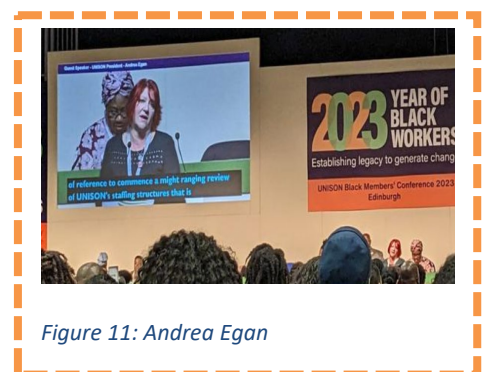 Guest Speaker - UNISON President - Andrea Egan
of reference to commence a might ranging review
of UNISON's staffing structures that is
2023 YEAR OF
BLACK
WORKERS
Establishing legacy to generate chang
UNISON Black Members' Conference 2023
Edinburgh
Figure 11: Andrea Egan